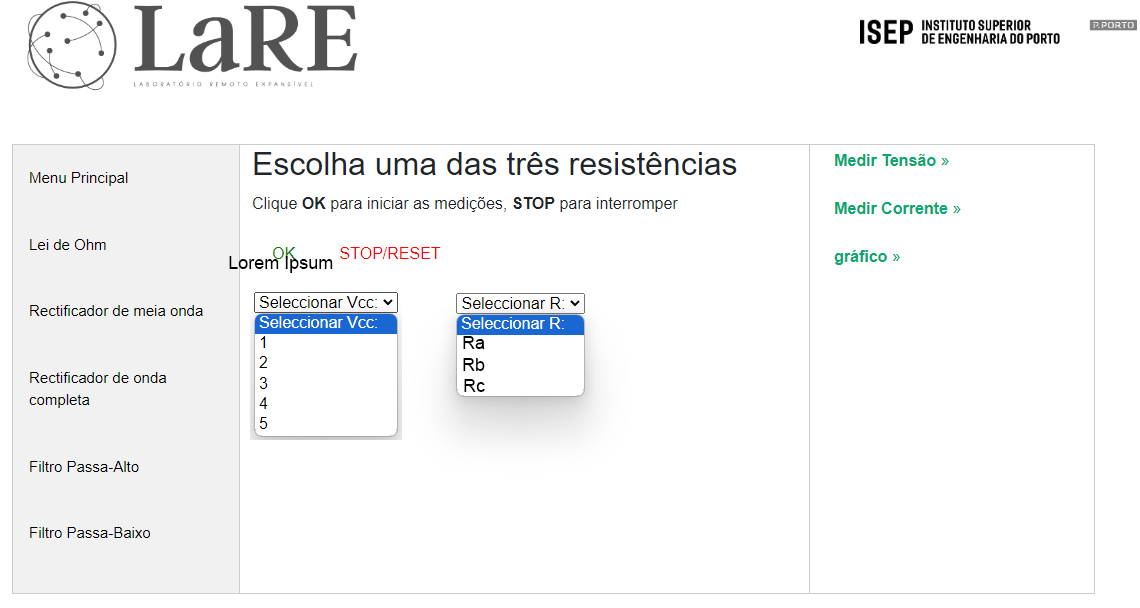 LaRE
LABORATÓRIO REMOTO EXPANSÍVEL
ISEP INSTITUTO SUPERIOR
DE ENGENHARIA DO PORTO
P.PORTO
Menu Principal
Lei de Ohm
Rectificador de meia onda
Rectificador de onda
completa
Filtro Passa-Alto
Filtro Passa-Baixo
Escolha uma das três resistências
Clique OK para iniciar as medições, STOP para interromper
OK STOP/RESET
Lorem Ipsum
Seleccionar Vcc:
Seleccionar Vcc:
1
2
3
4
5
Seleccionar R:
Seleccionar R:
Ra
Rb
Rc
Medir Tensão »
Medir Corrente »
gráfico »